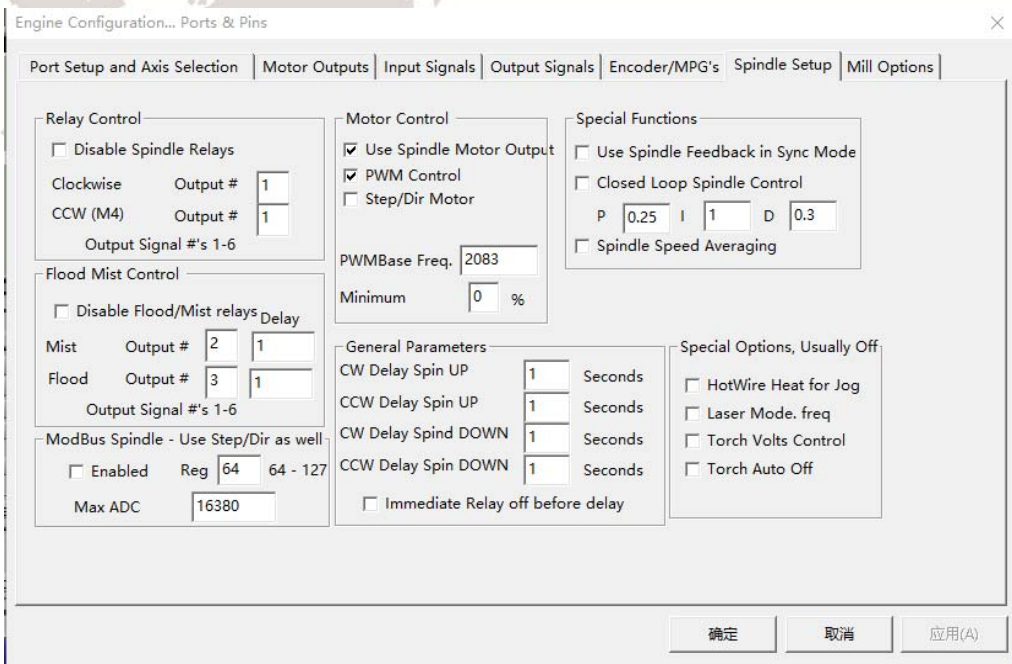 Engine Configuration... Ports & Pins
Port Setup and Axis Selection Motor Outputs Input Signals Output Signals Encoder/MPG's Spindle Setup Mill Options
Relay Control
Disable Spindle Relays
Clockwise Output # 1
CCW (M4) Output # 1
Output Signal #'s 1-6
Flood Mist Control
Disable Flood/Mist relays Delay
Mist Output # 2 1
Flood Output # 3 1
Output Signal #'s 1-6
ModBus Spindle - Use Step/Dir as well
Enabled Reg 64 64 - 127
Max ADC 16380
Motor Control
Use Spindle Motor Output
PWM Control
Step/Dir Motor
PWMBase Freq. 2083
Minimum 0 %
General Parameters
CW Delay Spin UP 1 Seconds
CCW Delay Spin UP 1 Seconds
CW Delay Spind DOWN 1 Seconds
CCW Delay Spin DOWN 1 Seconds
Immediate Relay off before delay
Special Functions
Use Spindle Feedback in Sync Mode
Closed Loop Spindle Control
P 0.25 I 1 D 0.3
Spindle Speed Averaging
Special Options, Usually Off
HotWire Heat for Jog
Laser Mode. freq
Torch Volts Control
Torch Auto Off
确定 取消 应用(A)